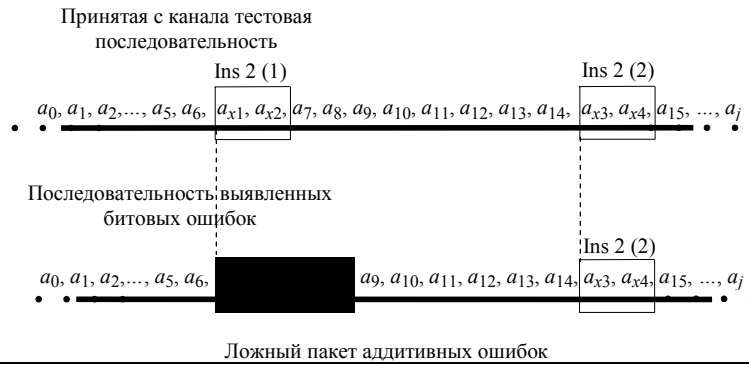 Принятая с канала тестовая
последовательность
Ins 2 (1) Ins 2 (2)
a0, a1, a2,..., a5, a6, ax1, ax2, a7, a8, a9, a10, a11, a12, a13, a14, ax3, ax4, a15, ..., aj
Последовательность выявленных
битовых ошибок
Ins 2 (2)
a0, a1, a2,..., a5, a6, a9, a10, a11, a12, a13, a14, ax3, ax4, a15, ..., aj
Ложный пакет аддитивных ошибок